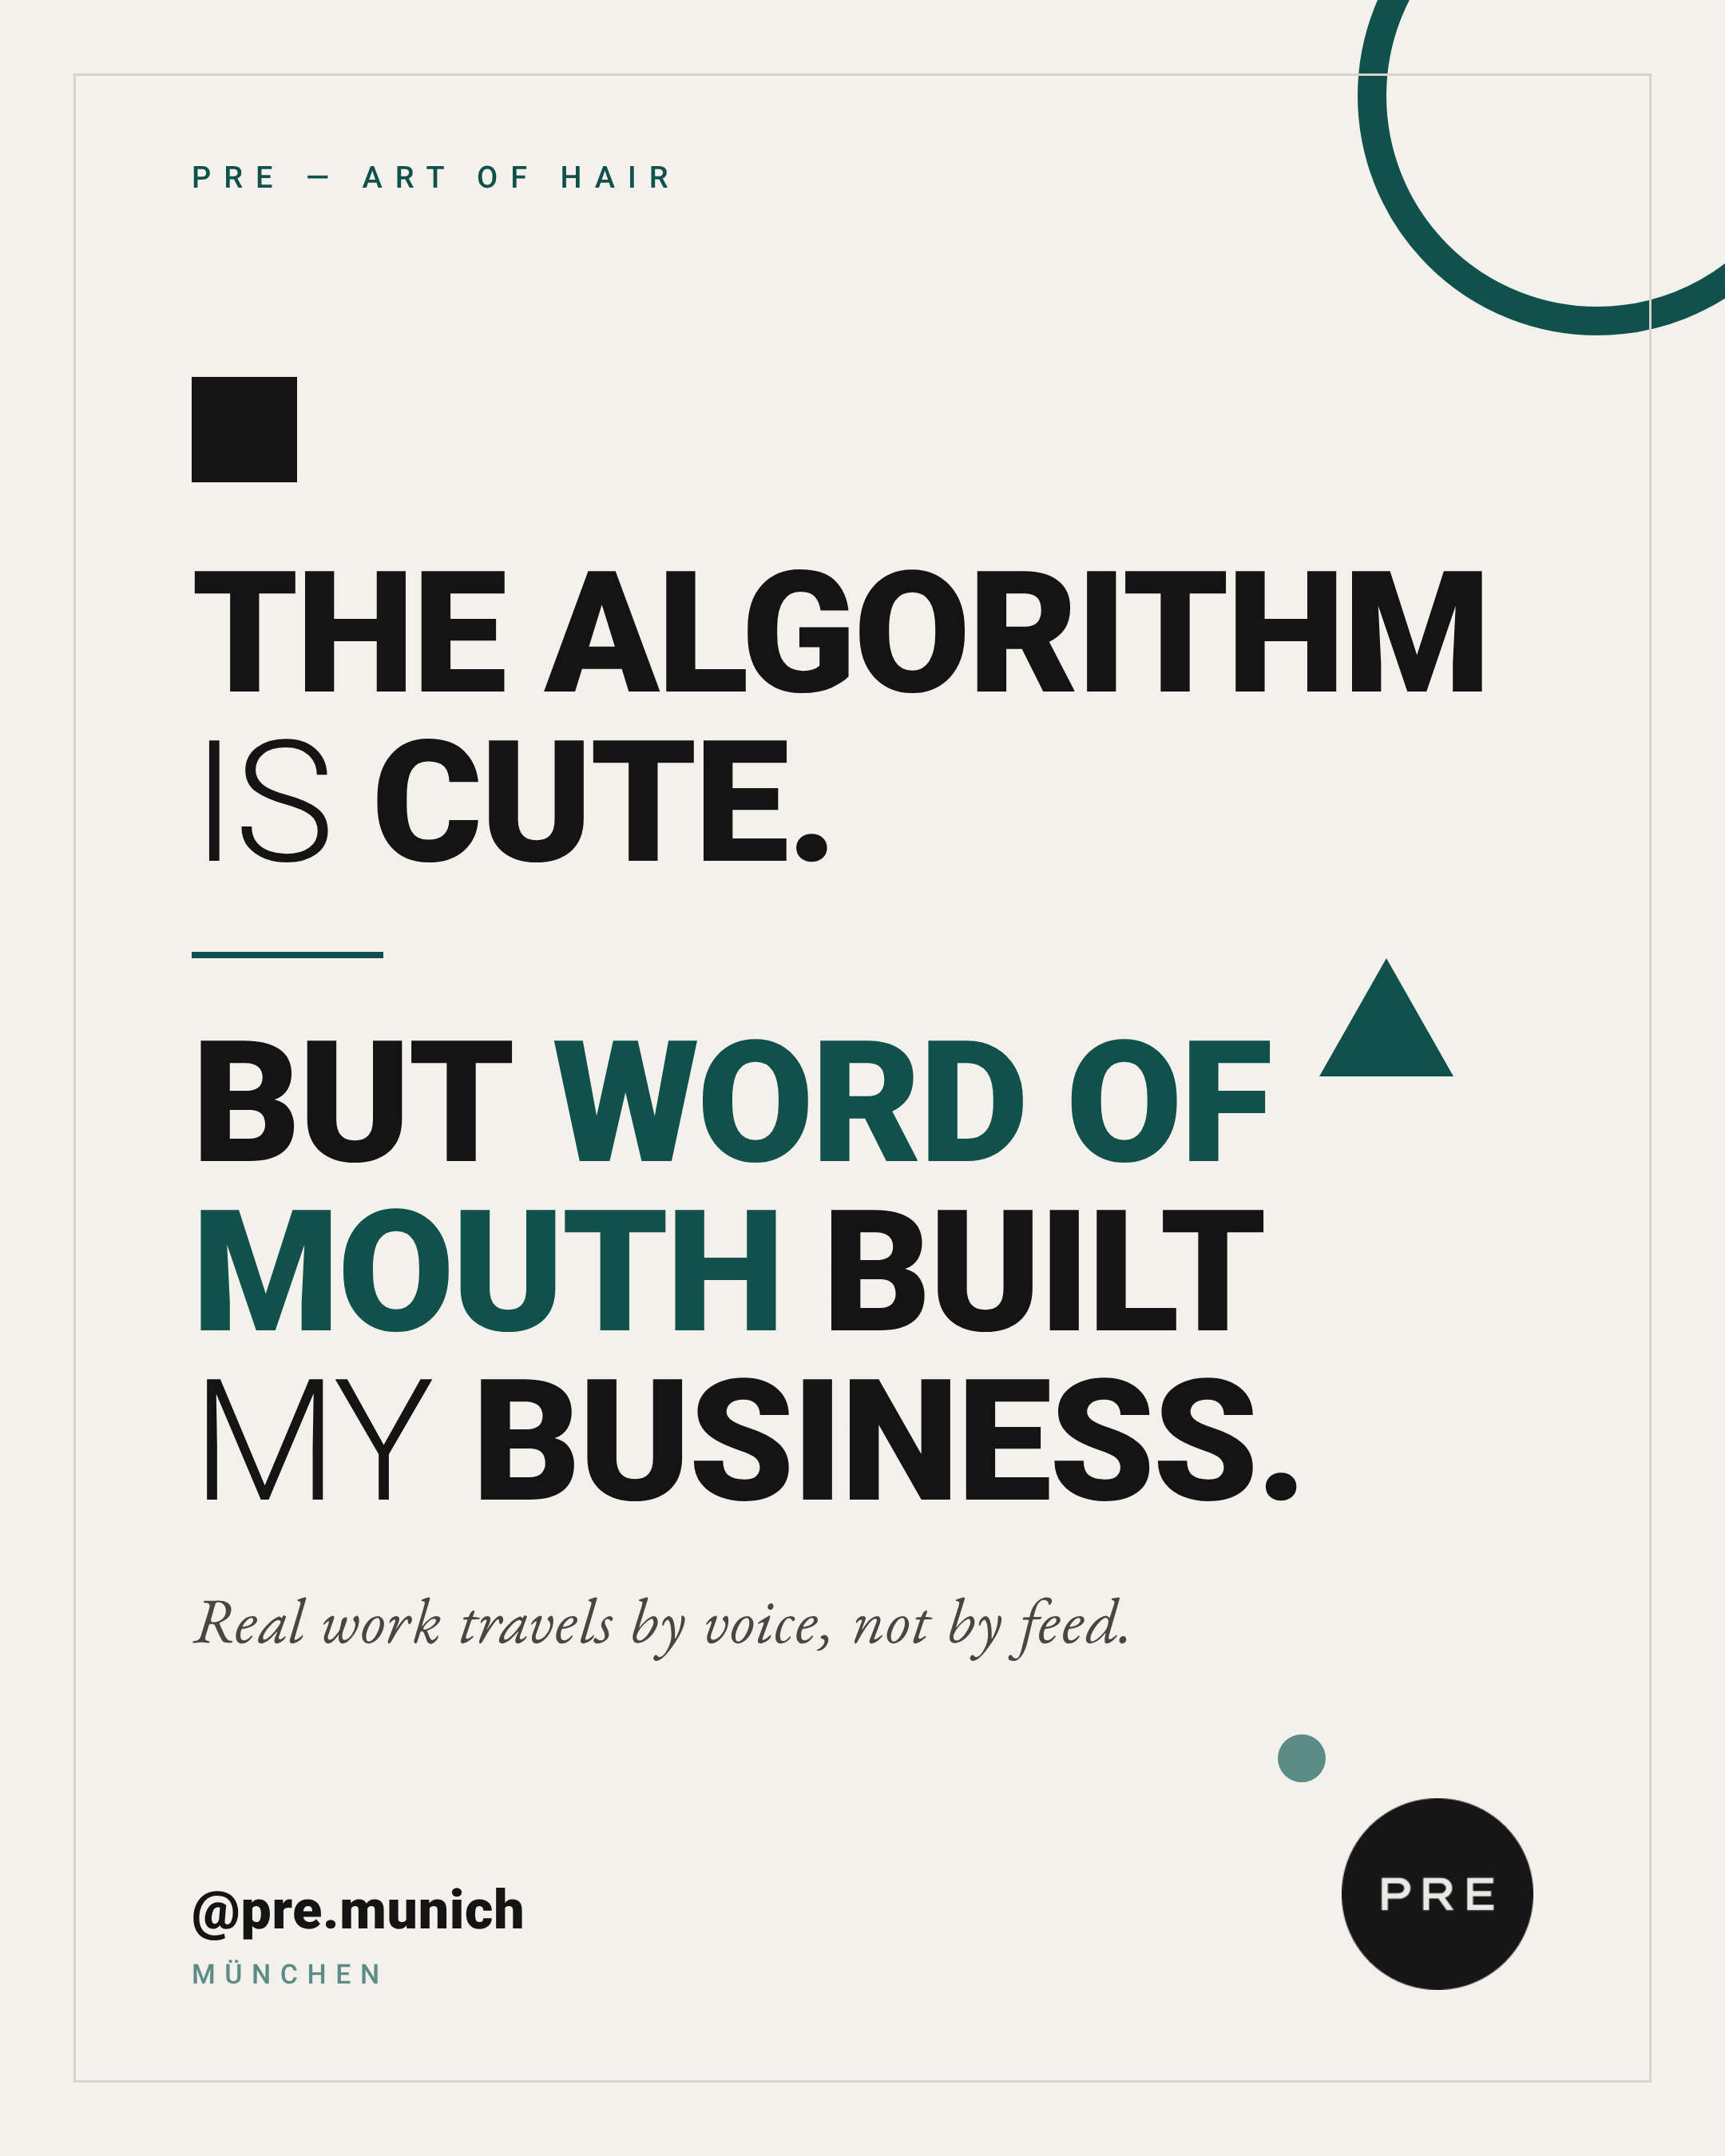 PRE — ART OF HAIR
THE ALGORITHM
IS CUTE.
BUT WORD OF
MOUTH BUILT
MY BUSINESS.
Real work travels by voice, not by feed.
@pre.munich
MÜNCHEN
PRE